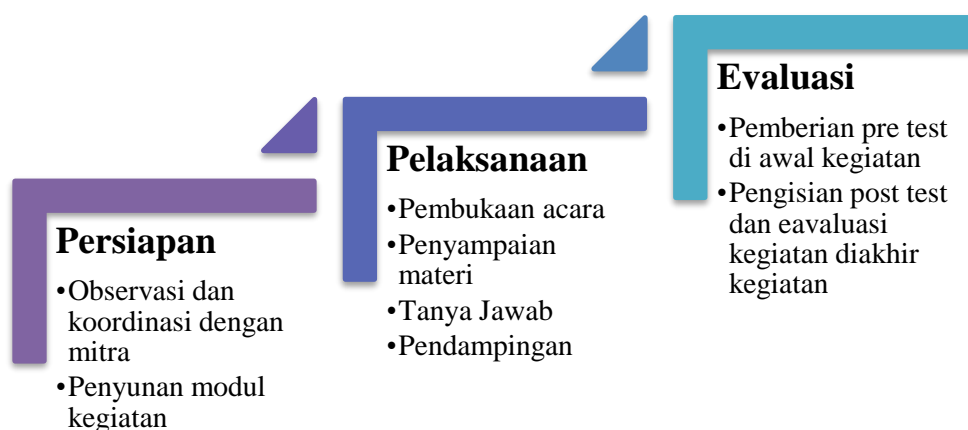 Persiapan
•Observasi dan
koordinasi dengan
mitra
•Penyunan modul
kegiatan
Pelaksanaan
•Pembukaan acara
•Penyampaian
materi
•Tanya Jawab
•Pendampingan
Evaluasi
•Pemberian pre test
di awal kegiatan
•Pengisian post test
dan eavaluasi
kegiatan diakhir
kegiatan